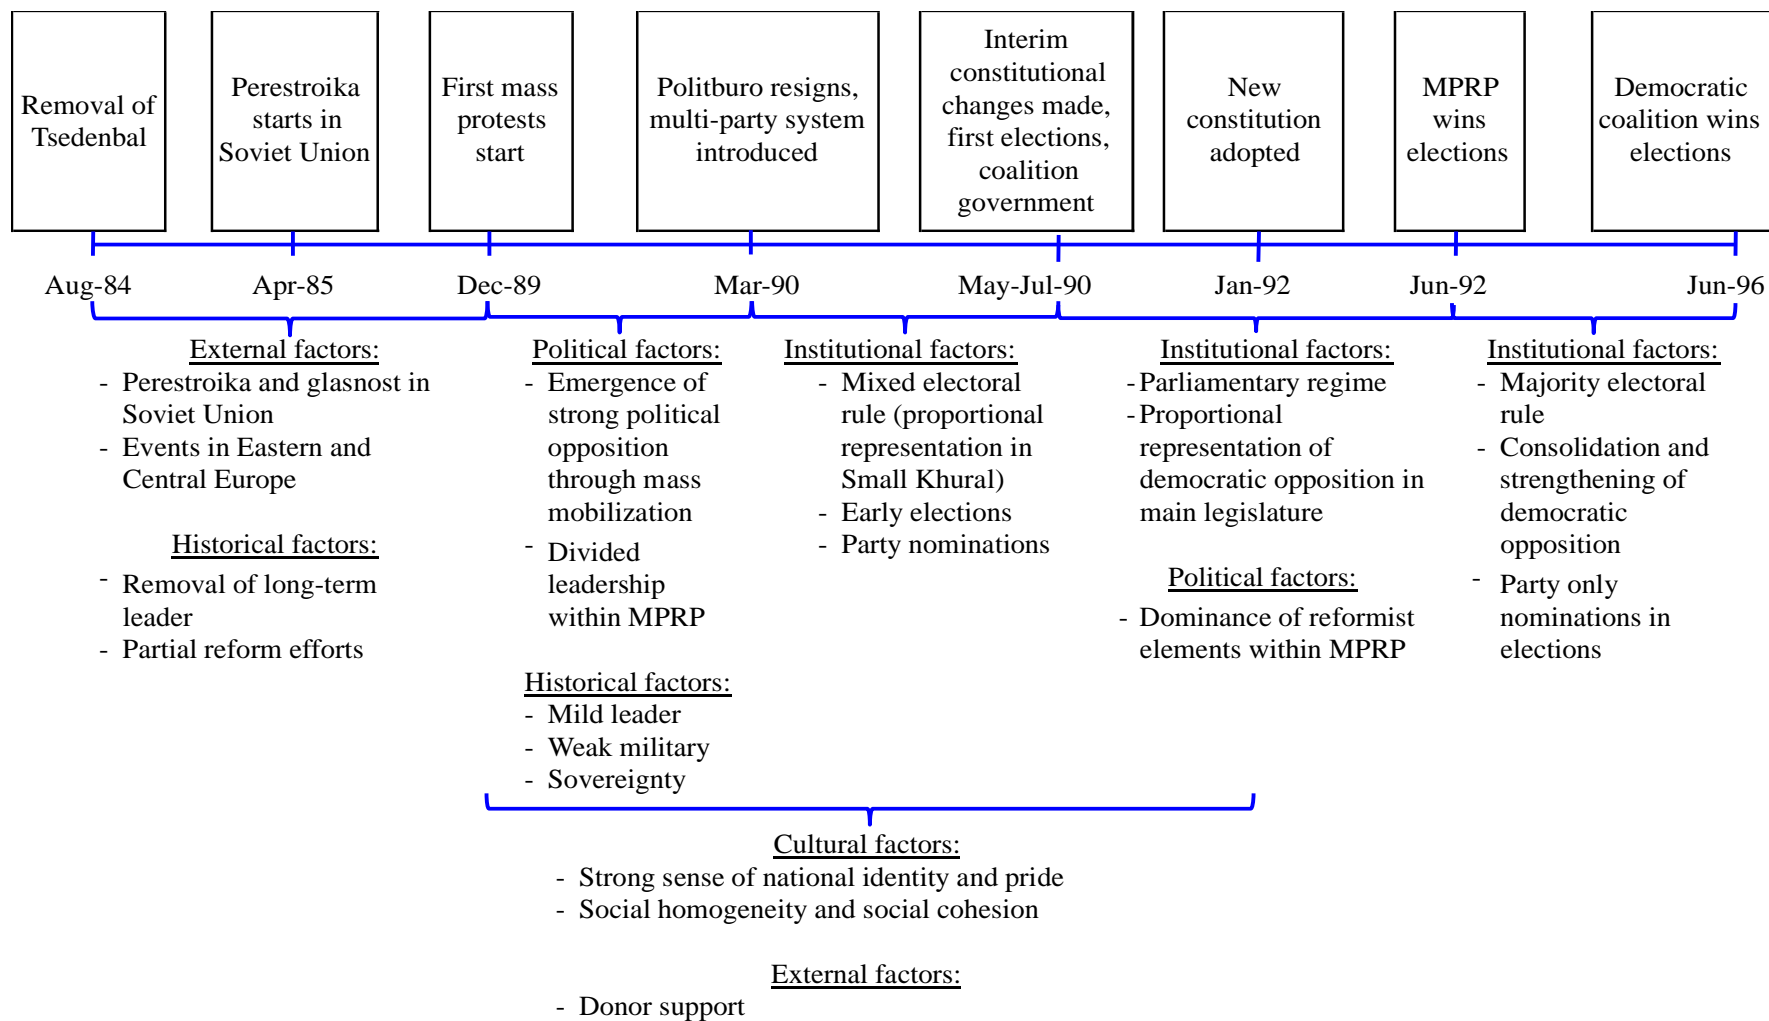 Removal of
Tsedenbal
Perestroika
starts in
Soviet Union
First mass
protests
start
Politburo resigns,
multi-party system
introduced
Interim
constitutional
changes made,
first elections,
coalition
government
New
constitution
adopted
MPRP
wins
elections
Democratic
coalition wins
elections
Aug-84
Apr-85
Dec-89
Mar-90
May-Jul-90
Jan-92
Jun-92
Jun-96
External factors:
- Perestroika and glasnost in
Soviet Union
- Events in Eastern and
Central Europe
Historical factors:
- Removal of long-term
leader
- Partial reform efforts
Political factors:
- Emergence of
strong political
opposition
through mass
mobilization
- Divided
leadership
within MPRP
Historical factors:
- Mild leader
- Weak military
- Sovereignty
Institutional factors:
- Mixed electoral
rule (proportional
representation in
Small Khural)
- Early elections
- Party nominations
Institutional factors:
- Parliamentary regime
- Proportional
representation of
democratic opposition in
main legislature
Political factors:
- Dominance of reformist
elements within MPRP
Institutional factors:
- Majority electoral
rule
- Consolidation and
strengthening of
democratic
opposition
- Party only
nominations in
elections
Cultural factors:
- Strong sense of national identity and pride
- Social homogeneity and social cohesion
External factors:
- Donor support